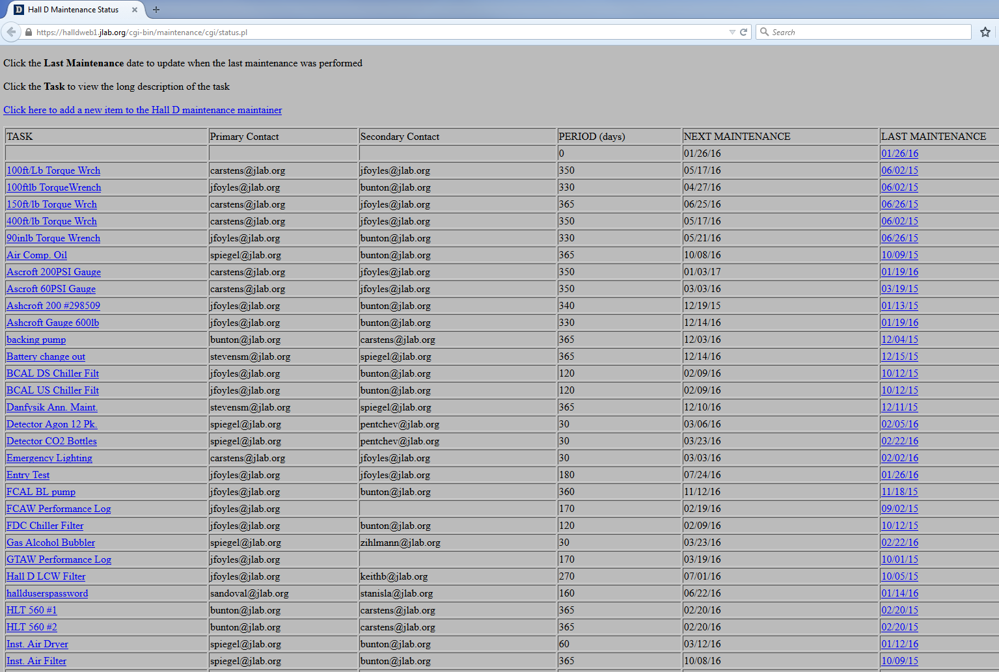 Hall D Maintenance Status
https://halldweb1.jlab.org/cgi-bin/maintenance/cgi/status.pl Search
Click the Last Maintenance date to update when the last maintenance was performed
Click the Task to view the long description of the task
Click here to add a new item to the Hall D maintenance maintainer
TASK Primary Contact Secondary Contact PERIOD (days) NEXT MAINTENANCE LAST MAINTENANCE
0 01/26/16 01/26/16
100ft/Lb Torque Wrch carstens@jlab.org jfoyles@jlab.org 350 05/17/16 06/02/15
100ftlb TorqueWrench jfoyles@jlab.org bunton@jlab.org 330 04/27/16 06/02/15
150ft/lb Torque Wrch carstens@jlab.org jfoyles@jlab.org 365 06/25/16 06/26/15
400ft/lb Torque Wrch carstens@jlab.org jfoyles@jlab.org 350 05/17/16 06/02/15
90inlb Torque Wrench jfoyles@jlab.org bunton@jlab.org 330 05/21/16 06/26/15
Air Comp. Oil spiegel@jlab.org bunton@jlab.org 365 10/08/16 10/09/15
Ascroft 200PSI Gauge carstens@jlab.org jfoyles@jlab.org 350 01/03/17 01/19/16
Ascroft 60PSI Gauge carstens@jlab.org jfoyles@jlab.org 350 03/03/16 03/19/15
Ashcroft 200 #298509 jfoyles@jlab.org bunton@jlab.org 340 12/19/15 01/13/15
Ashcroft Gauge 600lb jfoyles@jlab.org bunton@jlab.org 330 12/14/16 01/19/16
backing pump bunton@jlab.org carstens@jlab.org 365 12/03/16 12/04/15
Battery change out stevensm@jlab.org spiegel@jlab.org 365 12/14/16 12/15/15
BCAL DS Chiller Filt jfoyles@jlab.org bunton@jlab.org 120 02/09/16 10/12/15
BCAL US Chiller Filt jfoyles@jlab.org bunton@jlab.org 120 02/09/16 10/12/15
Danfysik Ann. Maint. stevensm@jlab.org spiegel@jlab.org 365 12/10/16 12/11/15
Detector Agon 12 Pk. spiegel@jlab.org pentchev@jlab.org 30 03/06/16 02/05/16
Detector CO2 Bottles spiegel@jlab.org pentchev@jlab.org 30 03/23/16 02/22/16
Emergency Lighting carstens@jlab.org jfoyles@jlab.org 30 03/03/16 02/02/16
Entry Test jfoyles@jlab.org jfoyles@jlab.org 180 07/24/16 01/26/16
FCAL BL pump jfoyles@jlab.org bunton@jlab.org 360 11/12/16 11/18/15
FCAW Performance Log jfoyles@jlab.org 170 02/19/16 09/02/15
FDC Chiller Filter jfoyles@jlab.org bunton@jlab.org 120 02/09/16 10/12/15
Gas Alcohol Bubbler spiegel@jlab.org zihlmann@jlab.org 30 03/23/16 02/22/16
GTAW Performance Log jfoyles@jlab.org 170 03/19/16 10/01/15
Hall D LCW Filter jfoyles@jlab.org keithb@jlab.org 270 07/01/16 10/05/15
halldusers​password sandoval@jlab.org stanisla@jlab.org 160 06/22/16 01/14/16
HLT 560 #1 bunton@jlab.org carstens@jlab.org 365 02/20/16 02/20/15
HLT 560 #2 bunton@jlab.org carstens@jlab.org 365 02/20/16 02/20/15
Inst. Air Dryer spiegel@jlab.org bunton@jlab.org 60 03/12/16 01/12/16
Inst. Air Filter spiegel@jlab.org bunton@jlab.org 365 10/08/16 10/09/15